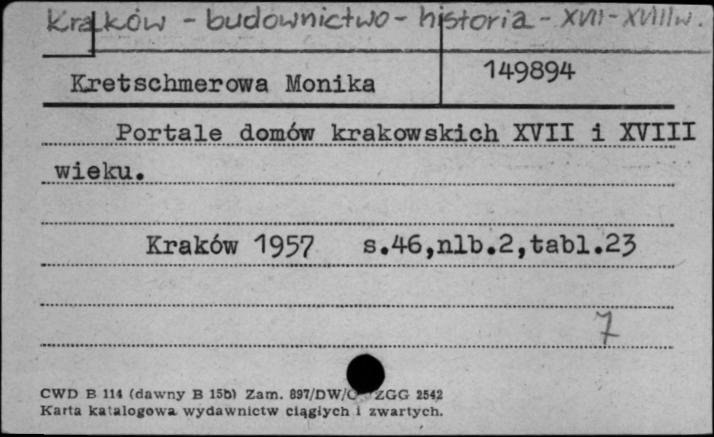 Kraków - budownictwo - historia - XVII - XVIII w.
149894
Kretschmerowa Monika
Portale domów krakowskich XVII i XVIII
wieku.
Kraków 1957 s.46,nlb.2,tabl.23
7
CWD B 114 (dawny B 15b) Zam. 897/DW/ ZGG 2542
Karta katalogowa wydawnictw ciągłych i zwartych.